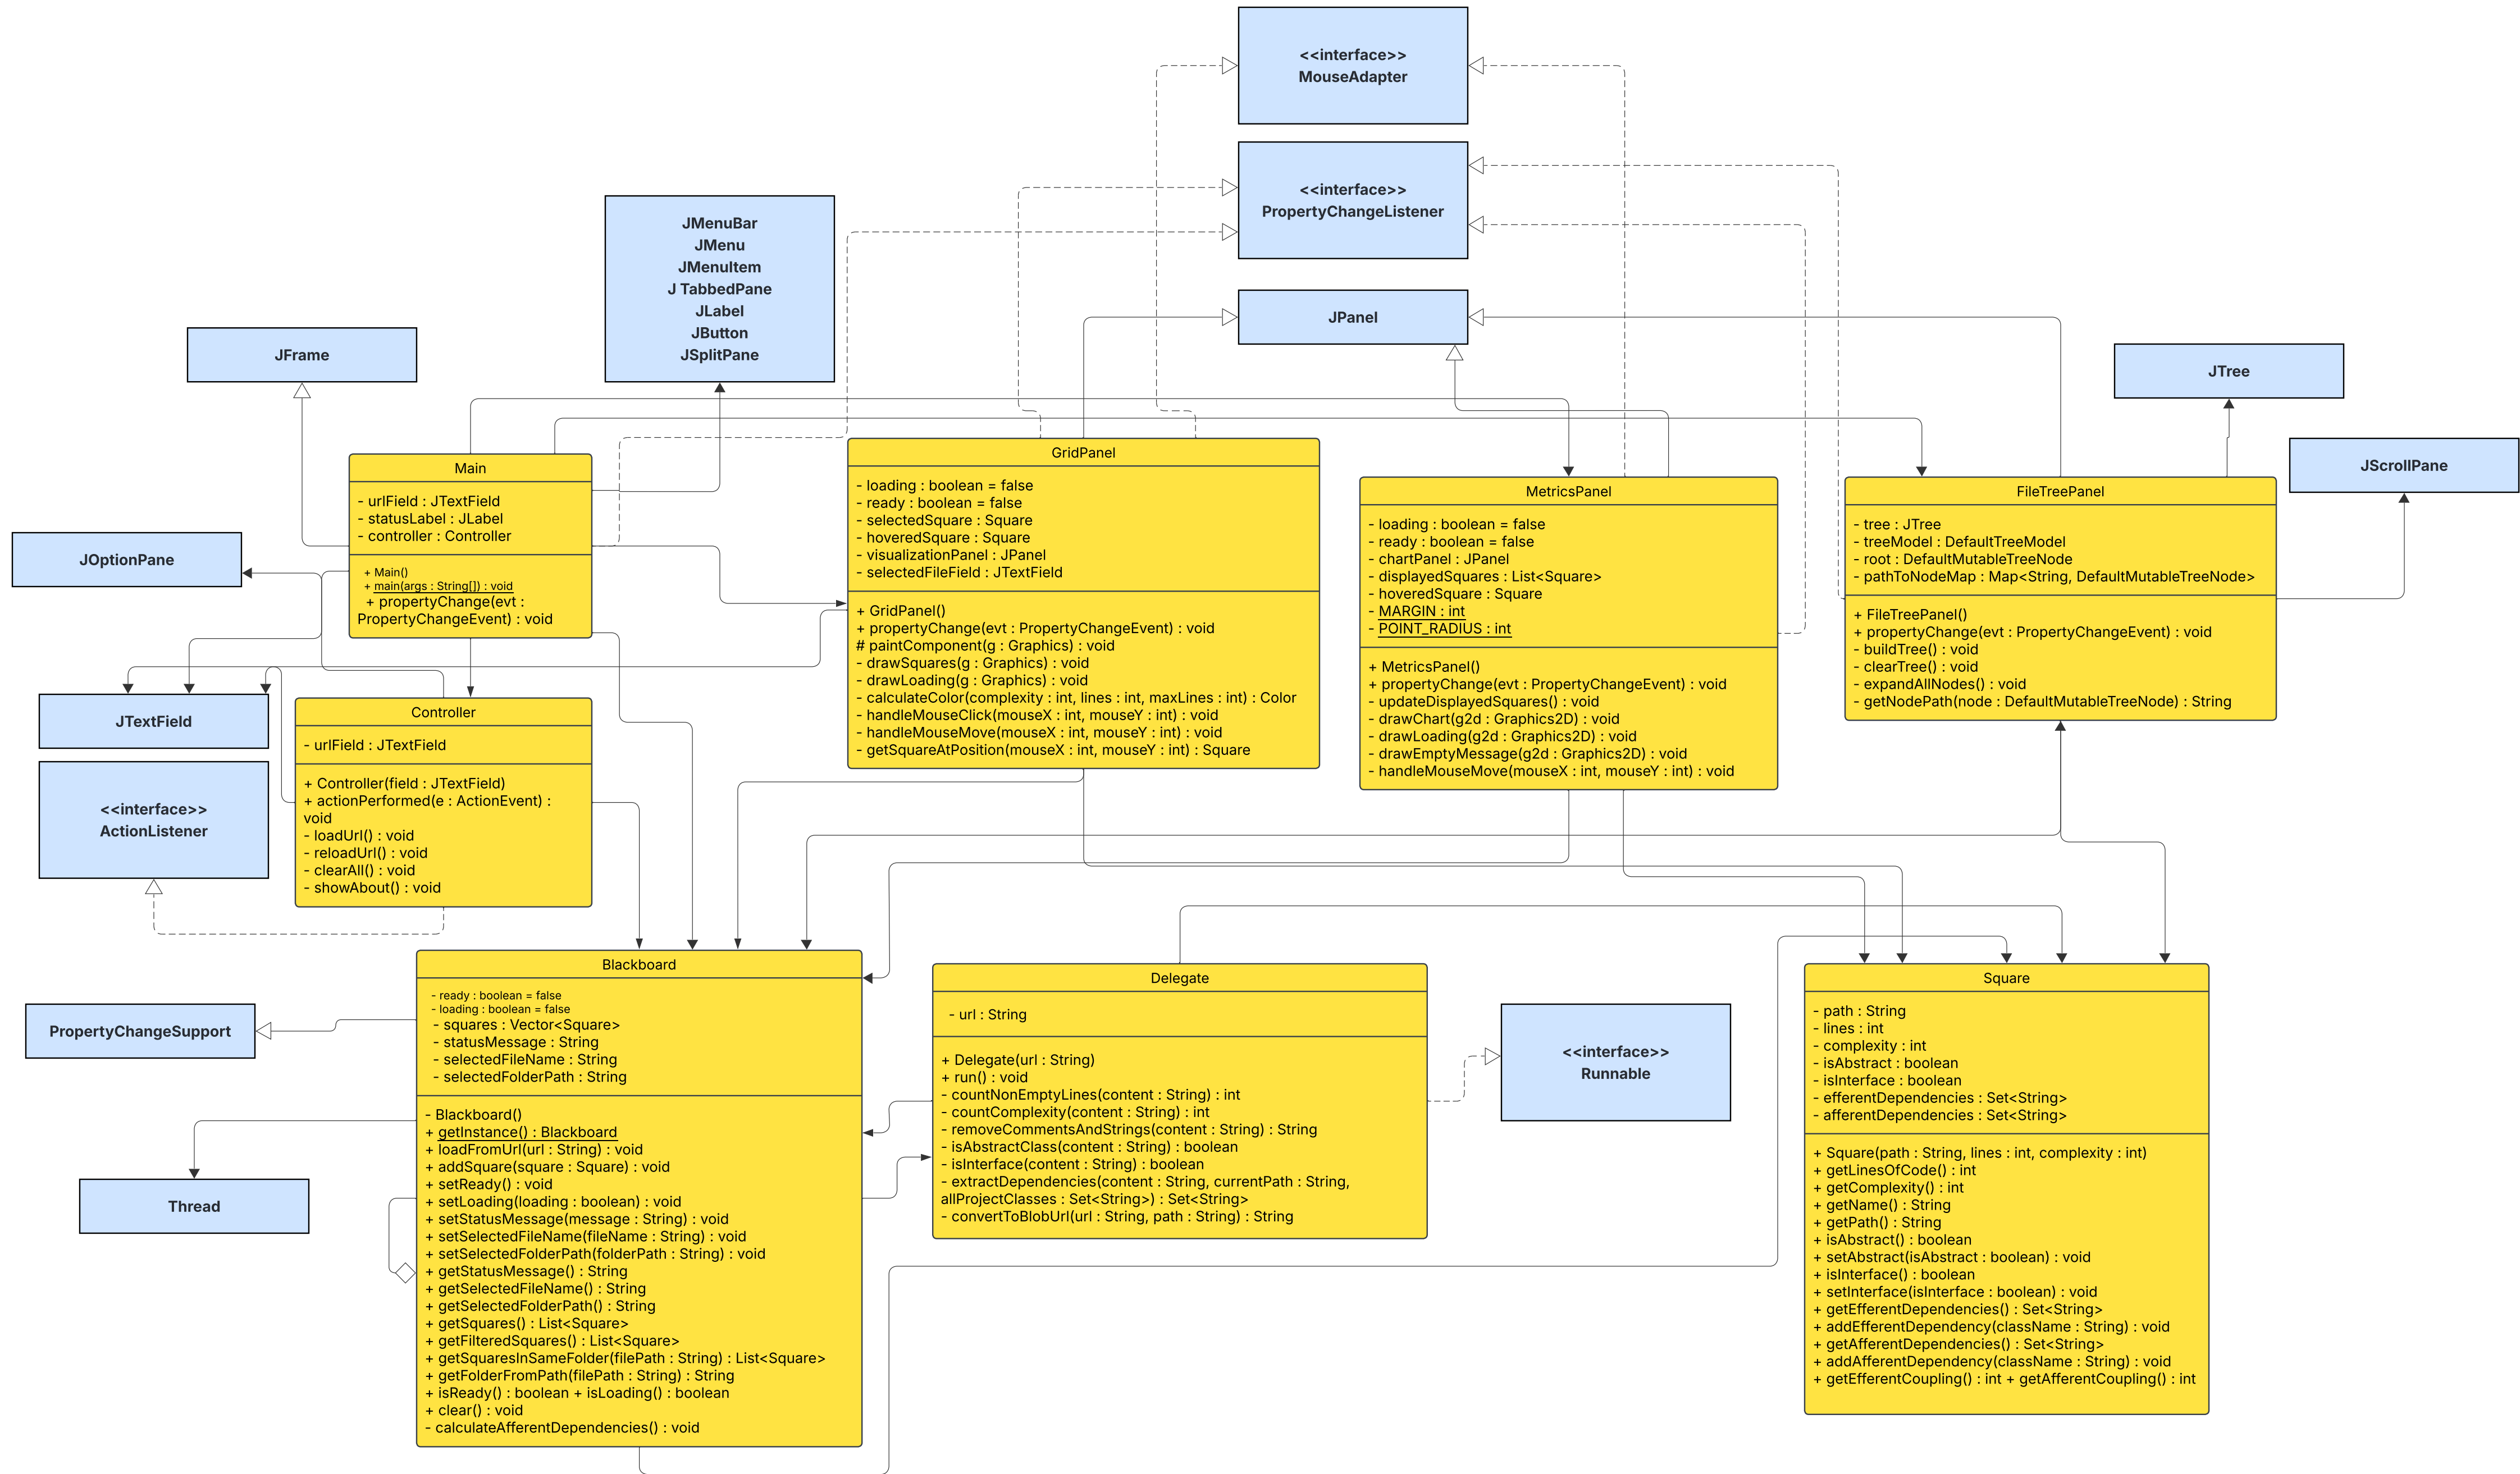 <<interface>>
MouseAdapter
<<interface>>
PropertyChangeListener
JMenuBar
JMenu
JMenuItem
J TabbedPane
JLabel
JButton
JSplitPane
JPanel
JFrame
JTree
JScrollPane
JOptionPane
JTextField
<<interface>>
ActionListener
Main
- urlField : JTextField
- statusLabel : JLabel
- controller : Controller
+ Main()
+ main(args : String[]) : void
+ propertyChange(evt :
PropertyChangeEvent) : void
GridPanel
- loading : boolean = false
- ready : boolean = false
- selectedSquare : Square
- hoveredSquare : Square
- visualizationPanel : JPanel
- selectedFileField : JTextField
+ GridPanel()
+ propertyChange(evt : PropertyChangeEvent) : void
# paintComponent(g : Graphics) : void
- drawSquares(g : Graphics) : void
- drawLoading(g : Graphics) : void
- calculateColor(complexity : int, lines : int, maxLines : int) : Color
- handleMouseClick(mouseX : int, mouseY : int) : void
- handleMouseMove(mouseX : int, mouseY : int) : void
- getSquareAtPosition(mouseX : int, mouseY : int) : Square
MetricsPanel
- loading : boolean = false
- ready : boolean = false
- chartPanel : JPanel
- displayedSquares : List<Square>
- hoveredSquare : Square
- MARGIN : int
- POINT_RADIUS : int
+ MetricsPanel()
+ propertyChange(evt : PropertyChangeEvent) : void
- updateDisplayedSquares() : void
- drawChart(g2d : Graphics2D) : void
- drawLoading(g2d : Graphics2D) : void
- drawEmptyMessage(g2d : Graphics2D) : void
- handleMouseMove(mouseX : int, mouseY : int) : void
FileTreePanel
- tree : JTree
- treeModel : DefaultTreeModel
- root : DefaultMutableTreeNode
- pathToNodeMap : Map<String, DefaultMutableTreeNode>
+ FileTreePanel()
+ propertyChange(evt : PropertyChangeEvent) : void
- buildTree() : void
- clearTree() : void
- expandAllNodes() : void
- getNodePath(node : DefaultMutableTreeNode) : String
Controller
- urlField : JTextField
+ Controller(field : JTextField)
+ actionPerformed(e : ActionEvent) :
void
- loadUrl() : void
- reloadUrl() : void
- clearAll() : void
- showAbout() : void
PropertyChangeSupport
Thread
Blackboard
- ready : boolean = false
- loading : boolean = false
- squares : Vector<Square>
- statusMessage : String
- selectedFileName : String
- selectedFolderPath : String
- Blackboard()
+ getInstance() : Blackboard
+ loadFromUrl(url : String) : void
+ addSquare(square : Square) : void
+ setReady() : void
+ setLoading(loading : boolean) : void
+ setStatusMessage(message : String) : void
+ setSelectedFileName(fileName : String) : void
+ setSelectedFolderPath(folderPath : String) : void
+ getStatusMessage() : String
+ getSelectedFileName() : String
+ getSelectedFolderPath() : String
+ getSquares() : List<Square>
+ getFilteredSquares() : List<Square>
+ getSquaresInSameFolder(filePath : String) : List<Square>
+ getFolderFromPath(filePath : String) : String
+ isReady() : boolean + isLoading() : boolean
+ clear() : void
- calculateAfferentDependencies() : void
Delegate
- url : String
+ Delegate(url : String)
+ run() : void
- countNonEmptyLines(content : String) : int
- countComplexity(content : String) : int
- removeCommentsAndStrings(content : String) : String
- isAbstractClass(content : String) : boolean
- isInterface(content : String) : boolean
- extractDependencies(content : String, currentPath : String,
allProjectClasses : Set<String>) : Set<String>
- convertToBlobUrl(url : String, path : String) : String
<<interface>>
Runnable
Square
- path : String
- lines : int
- complexity : int
- isAbstract : boolean
- isInterface : boolean
- efferentDependencies : Set<String>
- afferentDependencies : Set<String>
+ Square(path : String, lines : int, complexity : int)
+ getLinesOfCode() : int
+ getComplexity() : int
+ getName() : String
+ getPath() : String
+ isAbstract() : boolean
+ setAbstract(isAbstract : boolean) : void
+ isInterface() : boolean
+ setInterface(isInterface : boolean) : void
+ getEfferentDependencies() : Set<String>
+ addEfferentDependency(className : String) : void
+ getAfferentDependencies() : Set<String>
+ addAfferentDependency(className : String) : void
+ getEfferentCoupling() : int + getAfferentCoupling() : int